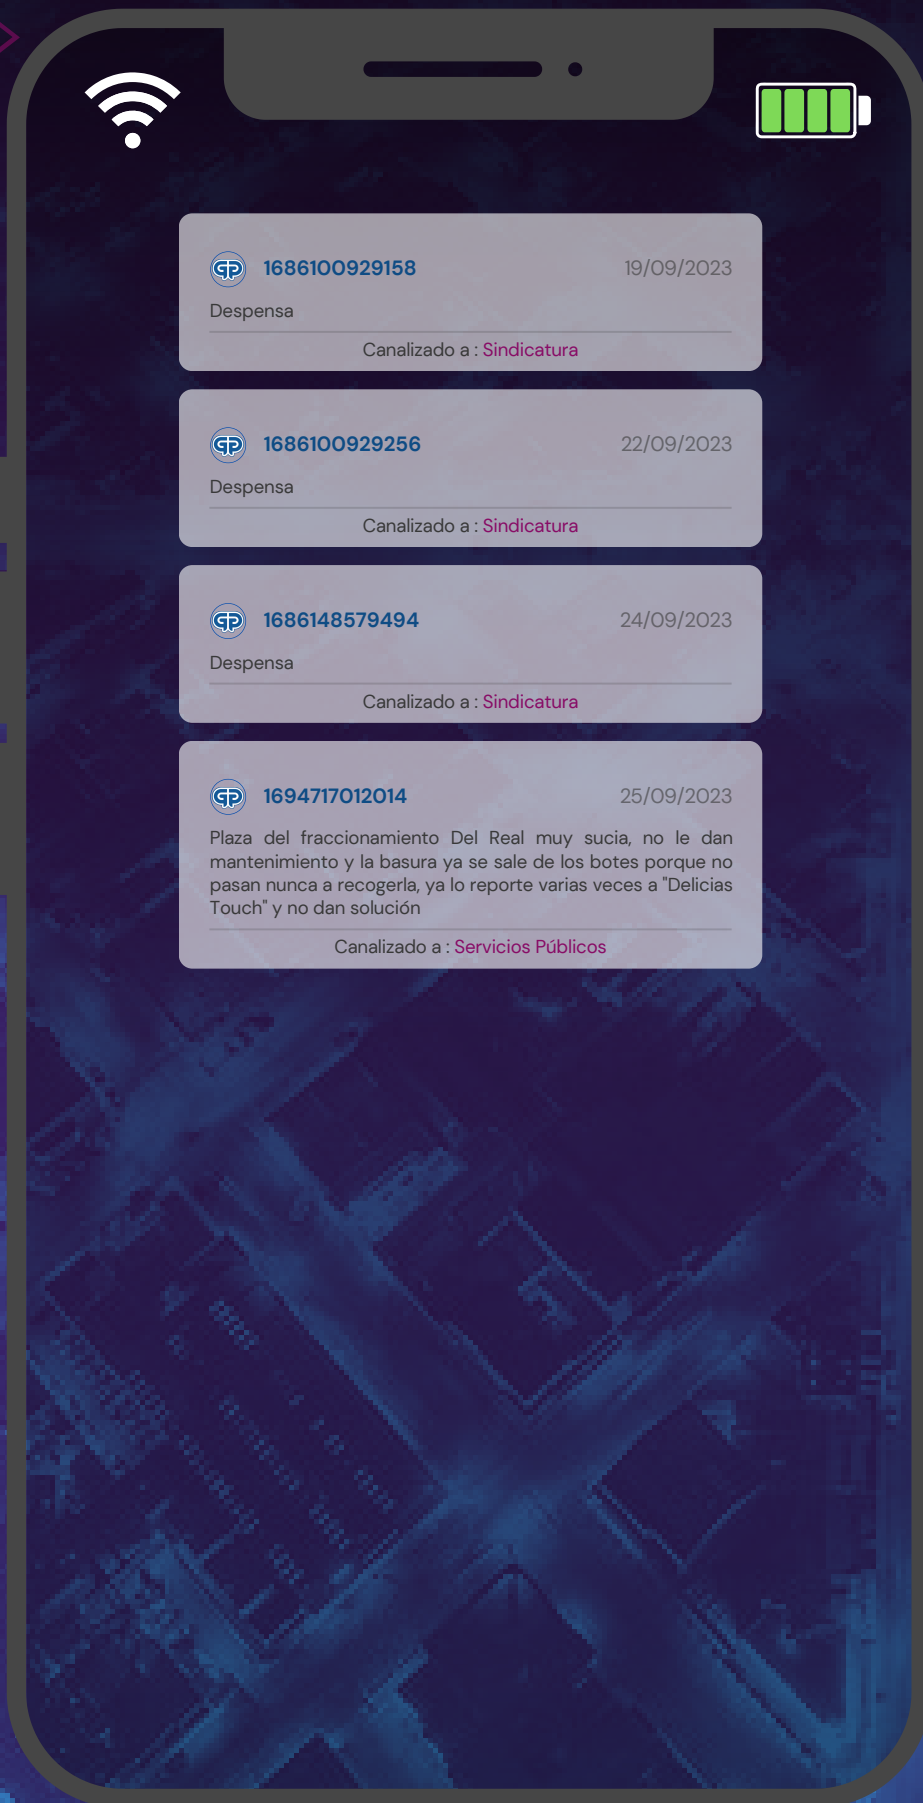 1686100929158 19/09/2023
Despensa
Canalizado a : Sindicatura
1686100929256 22/09/2023
Despensa
Canalizado a : Sindicatura
1686148579494 24/09/2023
Despensa
Canalizado a : Sindicatura
1694717012014 25/09/2023
Plaza del fraccionamiento Del Real muy sucia, no le dan
mantenimiento y la basura ya se sale de los botes porque no
pasan nunca a recogerla, ya lo reporte varias veces a "Delicias
Touch" y no dan solución
Canalizado a : Servicios Públicos